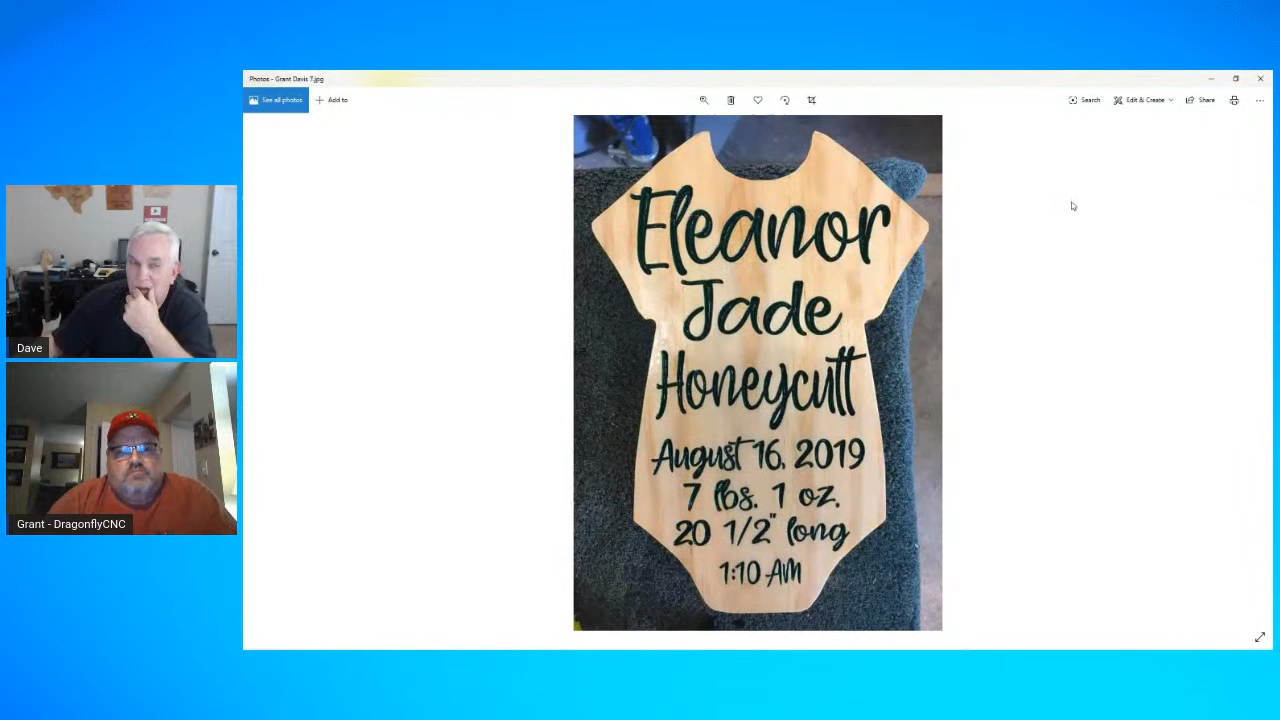 Photos - Grant Davis 7.jpg
See all photos
Add to
Search
Edit & Create
Share
Eleanor
Jade
Honeycutt
August 16, 2019
7 lbs. 1 oz.
20 1/2" long
1:10 AM
Dave
Grant - DragonflyCNC